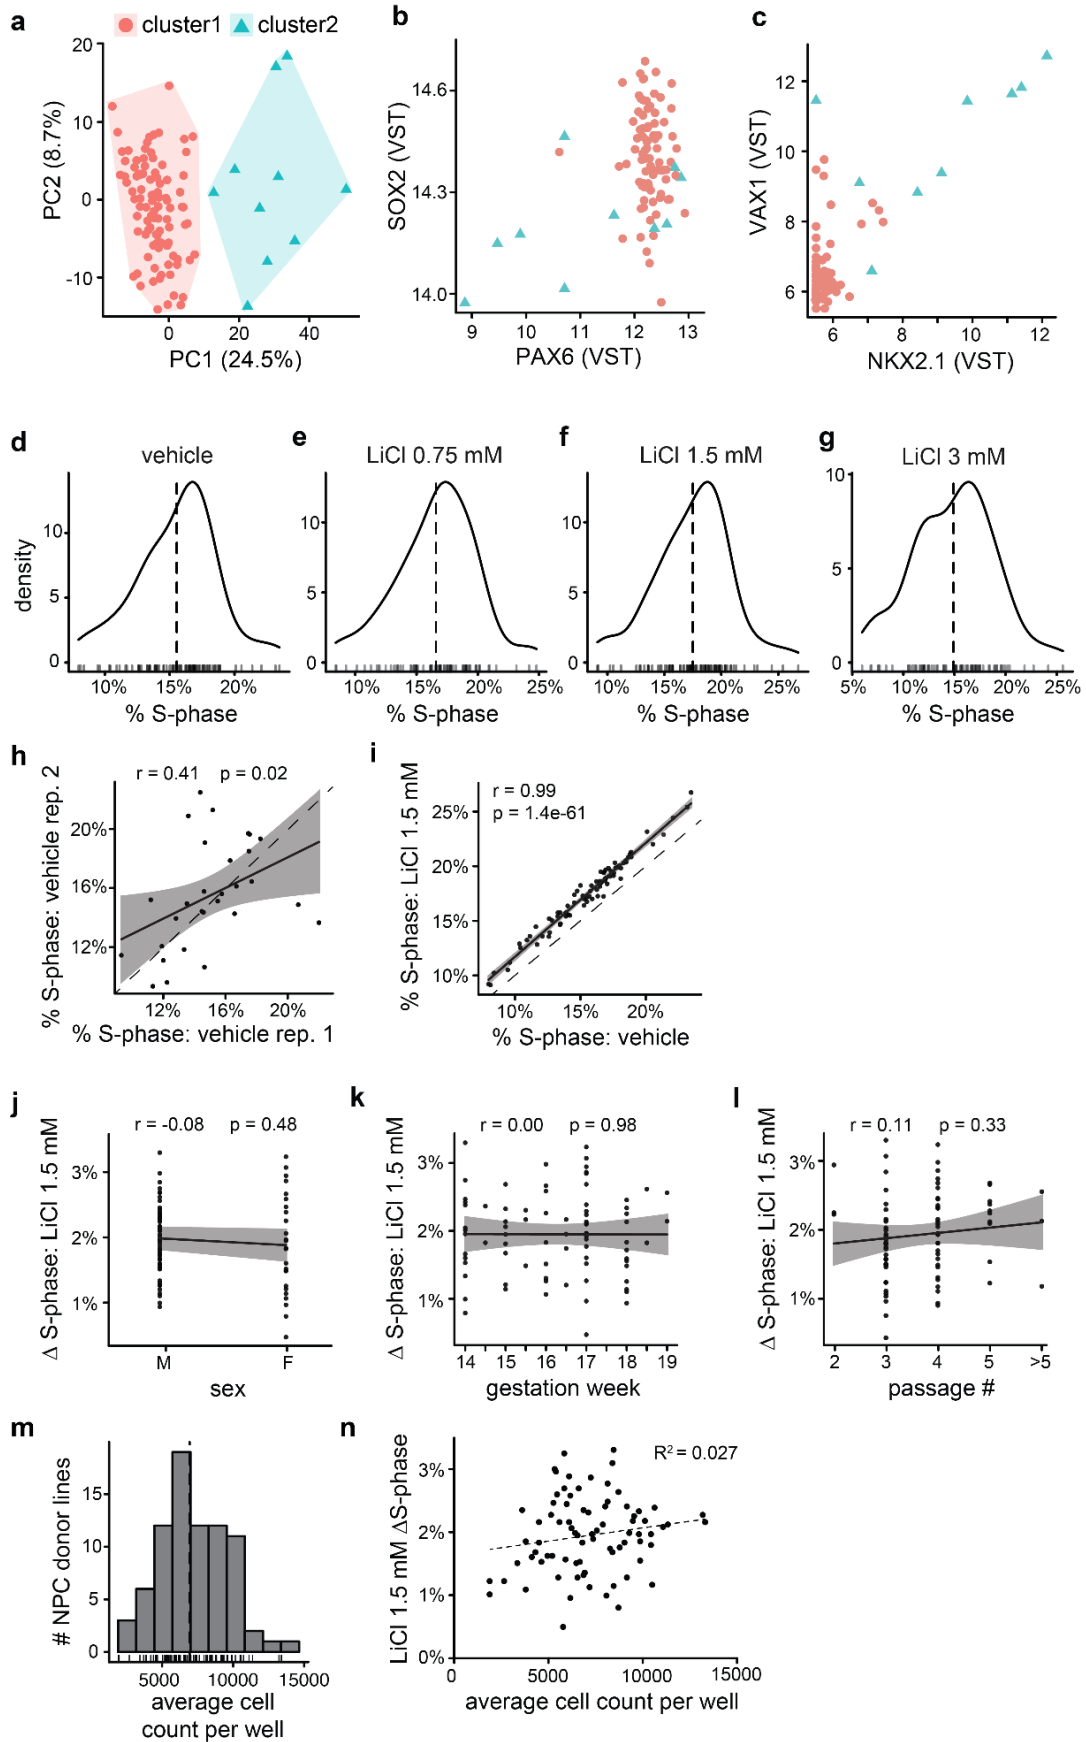 a
cluster1 cluster2
PC2 (8.7%)
20
10
0
-10
0 20 40
PC1 (24.5%)
b
SOX2 (VST)
14.6
14.3
14.0
9 10 11 12 13
PAX6 (VST)
c
VAX1 (VST)
12
10
8
6
6 8 10 12
NKX2.1 (VST)
d
vehicle
density
10
5
0
10% 15% 20%
% S-phase
e
LiCl 0.75 mM
10
5
0
10% 15% 20% 25%
% S-phase
f
LiCl 1.5 mM
10
5
0
10% 15% 20% 25%
% S-phase
g
LiCl 3 mM
10
5
0
5% 10% 15% 20% 25%
% S-phase
h
r = 0.41 p = 0.02
% S-phase: vehicle rep. 2
20%
16%
12%
12% 16% 20%
% S-phase: vehicle rep. 1
i
r = 0.99
p = 1.4e-61
% S-phase: LiCl 1.5 mM
25%
20%
15%
10%
10% 15% 20%
% S-phase: vehicle
j
r = -0.08 p = 0.48
Δ S-phase: LiCl 1.5 mM
3%
2%
1%
M F
sex
k
r = 0.00 p = 0.98
Δ S-phase: LiCl 1.5 mM
3%
2%
1%
14 15 16 17 18 19
gestation week
l
r = 0.11 p = 0.33
Δ S-phase: LiCl 1.5 mM
3%
2%
1%
2 3 4 5 >5
passage #
m
# NPC donor lines
15
10
5
0
5000 10000 15000
average cell
count per well
n
R² = 0.027
LiCl 1.5 mM ΔS-phase
3%
2%
1%
0%
0 5000 10000 15000
average cell count per well